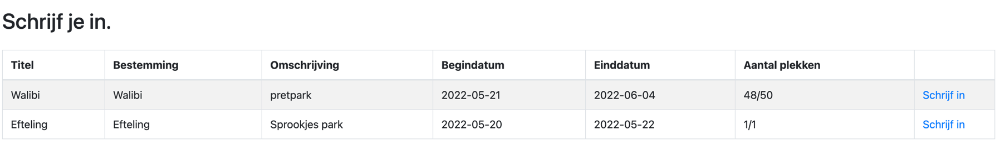 Schrijf je in.
Titel Bestemming Omschrijving Begindatum Einddatum Aantal plekken
Walibi Walibi pretpark 2022-05-21 2022-06-04 48/50 Schrijf in
Efteling Efteling Sprookjes park 2022-05-20 2022-05-22 1/1 Schrijf in